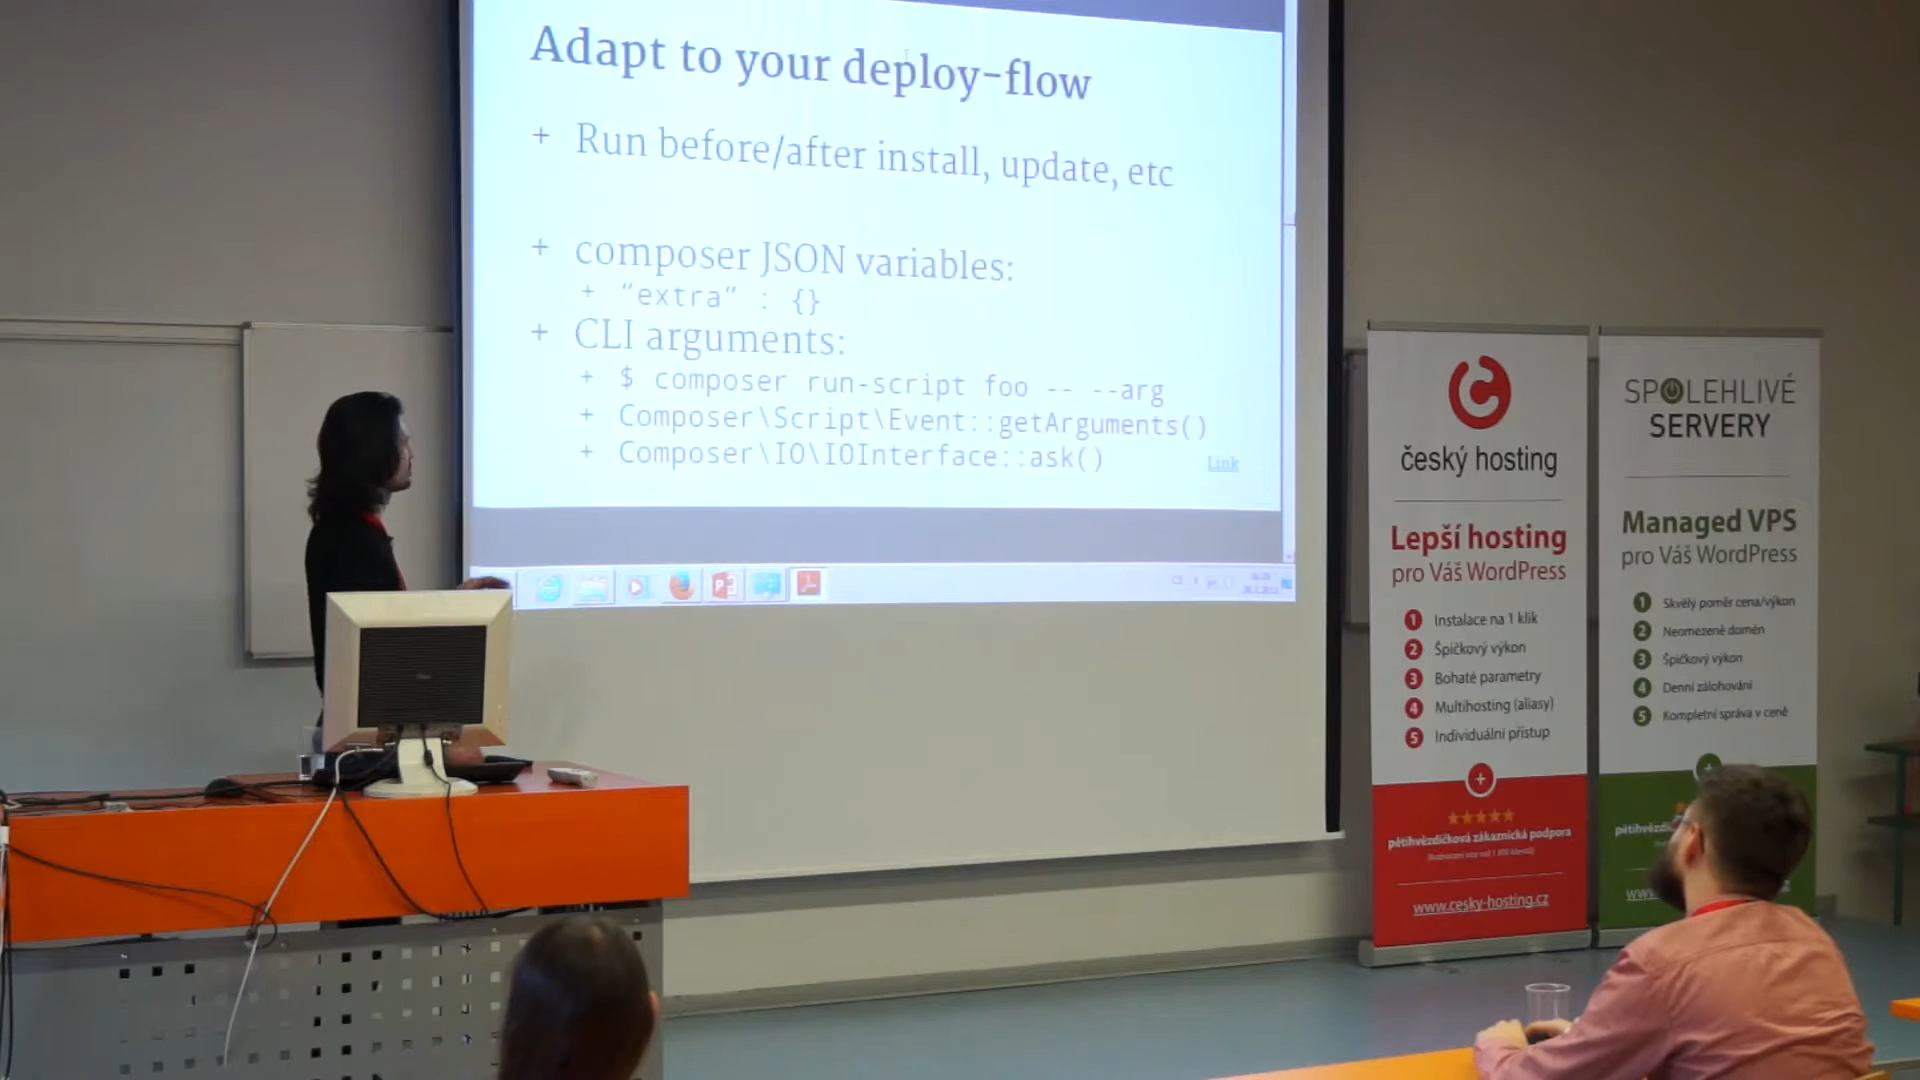 Adapt to your deploy-flow
+ Run before/after install, update, etc
+ composer JSON variables:
+ “extra” : {}
+ CLI arguments:
+ $ composer run-script foo -- --arg
+ Composer\Script\Event::getArguments()
+ Composer\IO\IOInterface::ask()
Link
český hosting
Lepší hosting
pro Váš WordPress
1 Instalace na 1 klik
2 Špičkový výkon
3 Bohaté parametry
4 Multihosting (aliasy)
5 Individuální přístup
pětihvězdičková zákaznická podpora
www.cesky-hosting.cz
SPOLEHLIVÉ
SERVERY
Managed VPS
pro Váš WordPress
1 Skvělý poměr cena/výkon
2 Neomezeně domén
3 Špičkový výkon
4 Denní zálohování
5 Kompletní správa v ceně